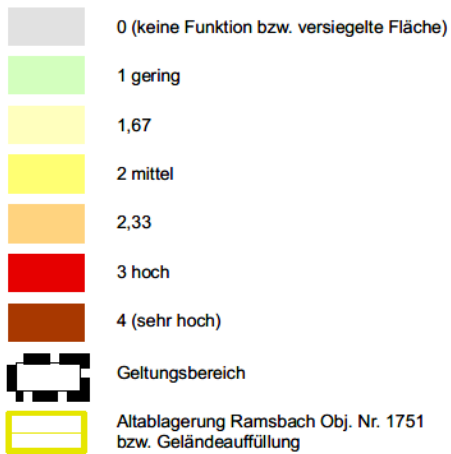 0 (keine Funktion bzw. versiegelte Fläche)
1 gering
1,67
2 mittel
2,33
3 hoch
4 (sehr hoch)
Geltungsbereich
Altablagerung Ramsbach Obj. Nr. 1751
bzw. Geländeauffüllung